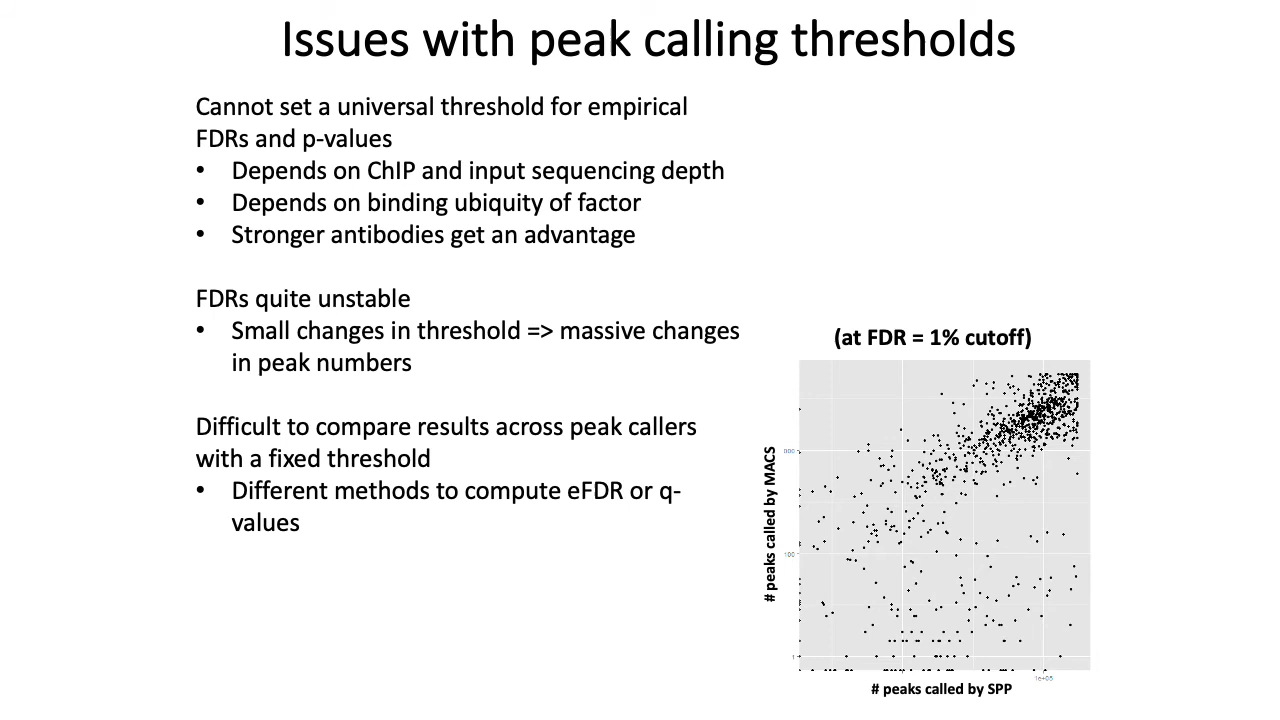 Issues with peak calling thresholds
Cannot set a universal threshold for empirical
FDRs and p-values
• Depends on ChIP and input sequencing depth
• Depends on binding ubiquity of factor
• Stronger antibodies get an advantage
FDRs quite unstable
• Small changes in threshold => massive changes
in peak numbers
Difficult to compare results across peak callers
with a fixed threshold
• Different methods to compute eFDR or q-
values
(at FDR = 1% cutoff)
# peaks called by MACS
100
1
# peaks called by SPP